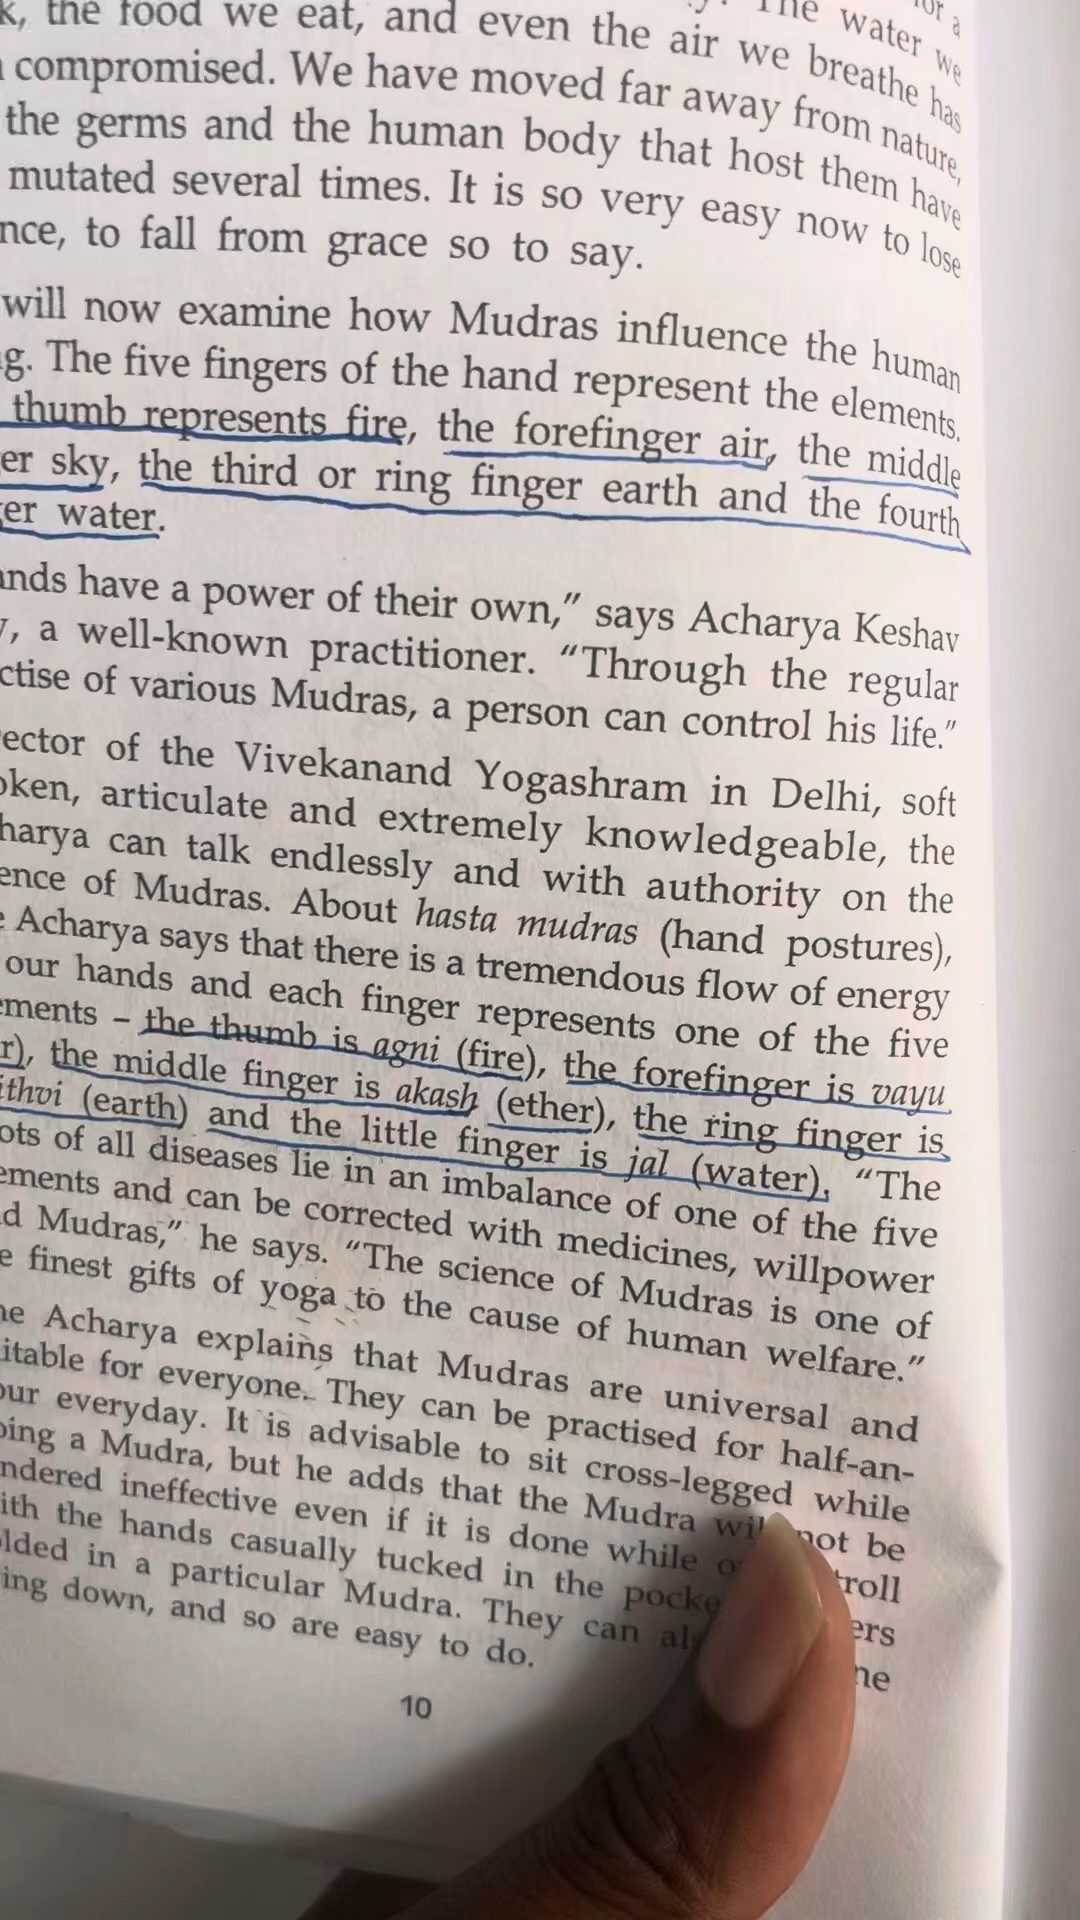 for a
The water we
the food we eat, and even the air we breathe has
compromised. We have moved far away from nature,
the germs and the human body that host them have
mutated several times. It is so very easy now to lose
nce, to fall from grace so to say.
will now examine how Mudras influence the human
g. The five fingers of the hand represent the elements.
thumb represents fire, the forefinger air, the middle
er sky, the third or ring finger earth and the fourth
er water.
ands have a power of their own,” says Acharya Keshav
, a well-known practitioner. “Through the regular
ctise of various Mudras, a person can control his life.”
ector of the Vivekanand Yogashram in Delhi, soft
oken, articulate and extremely knowledgeable, the
harya can talk endlessly and with authority on the
ence of Mudras. About hasta mudras (hand postures),
Acharya says that there is a tremendous flow of energy
our hands and each finger represents one of the five
ements – the thumb is agni (fire), the forefinger is vayu
r), the middle finger is akash (ether), the ring finger is
ithvi (earth) and the little finger is jal (water), “The
ots of all diseases lie in an imbalance of one of the five
ements and can be corrected with medicines, willpower
d Mudras,” he says. “The science of Mudras is one of
e finest gifts of yoga to the cause of human welfare.”
he Acharya explains that Mudras are universal and
itable for everyone. They can be practised for half-an-
our everyday. It is advisable to sit cross-legged while
oing a Mudra, but he adds that the Mudra will not be
ndered ineffective even if it is done while troll
ith the hands casually tucked in the pocke ers
lded in a particular Mudra. They can als ne
ing down, and so are easy to do.
10